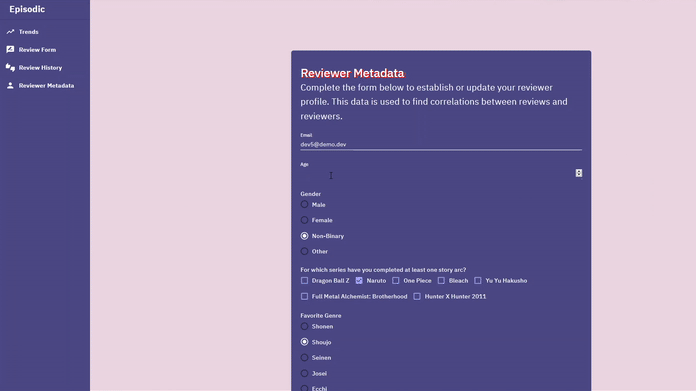 Episodic
Trends
Review Form
Review History
Reviewer Metadata
Reviewer Metadata
Complete the form below to establish or update your reviewer
profile. This data is used to find correlations between reviews and
reviewers.
Email
dev5@demo.dev
Age
Gender
Male
Female
Non-Binary
Other
For which series have you completed at least one story arc?
Dragon Ball Z Naruto One Piece Bleach Yu Yu Hakusho
Full Metal Alchemist: Brotherhood Hunter X Hunter 2011
Favorite Genre
Shonen
Shoujo
Seinen
Josei
Ecchi